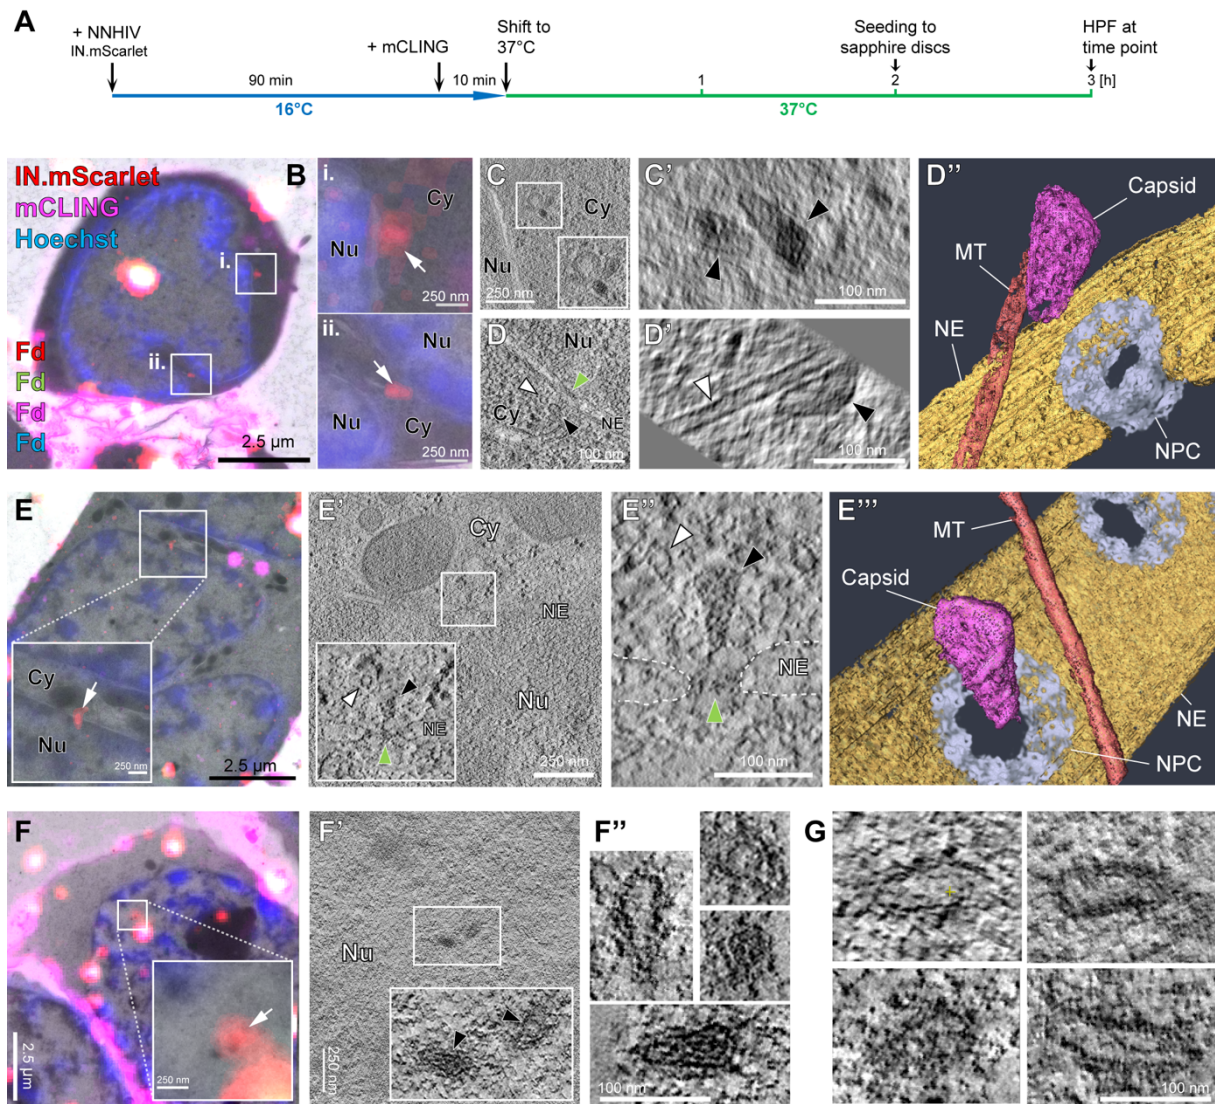 A
+ NNHIV
IN.mScarlet
+ mCLING
Shift to
37°C
Seeding to
sapphire discs
HPF at
time point
90 min
10 min
1
2
3 [h]
16°C
37°C
IN.mScarlet
mCLING
Hoechst
B
i.
ii.
Fd
Fd
Fd
Fd
2.5 µm
i.
Cy
Nu
250 nm
ii.
Nu
Nu
Cy
250 nm
C
Cy
Nu
C'
100 nm
D
Nu
Cy
NE
100 nm
D'
100 nm
D''
Capsid
MT
NE
NPC
E
Cy
Nu
250 nm
2.5 µm
E'
Cy
NE
Nu
NE
250 nm
E''
NE
100 nm
E'''
MT
Capsid
NE
NPC
F
2.5 µm
250 nm
F'
Nu
250 nm
F''
100 nm
G
100 nm